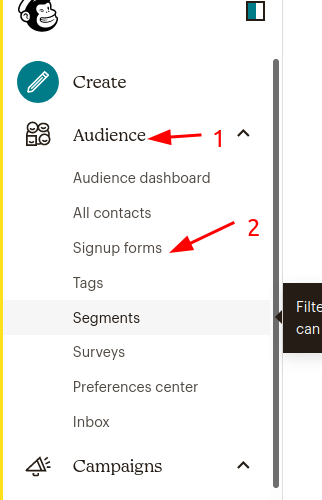 Create
Audience
1
Audience dashboard
All contacts
2
Signup forms
Tags
Segments
Filte
can
Surveys
Preferences center
Inbox
Campaigns